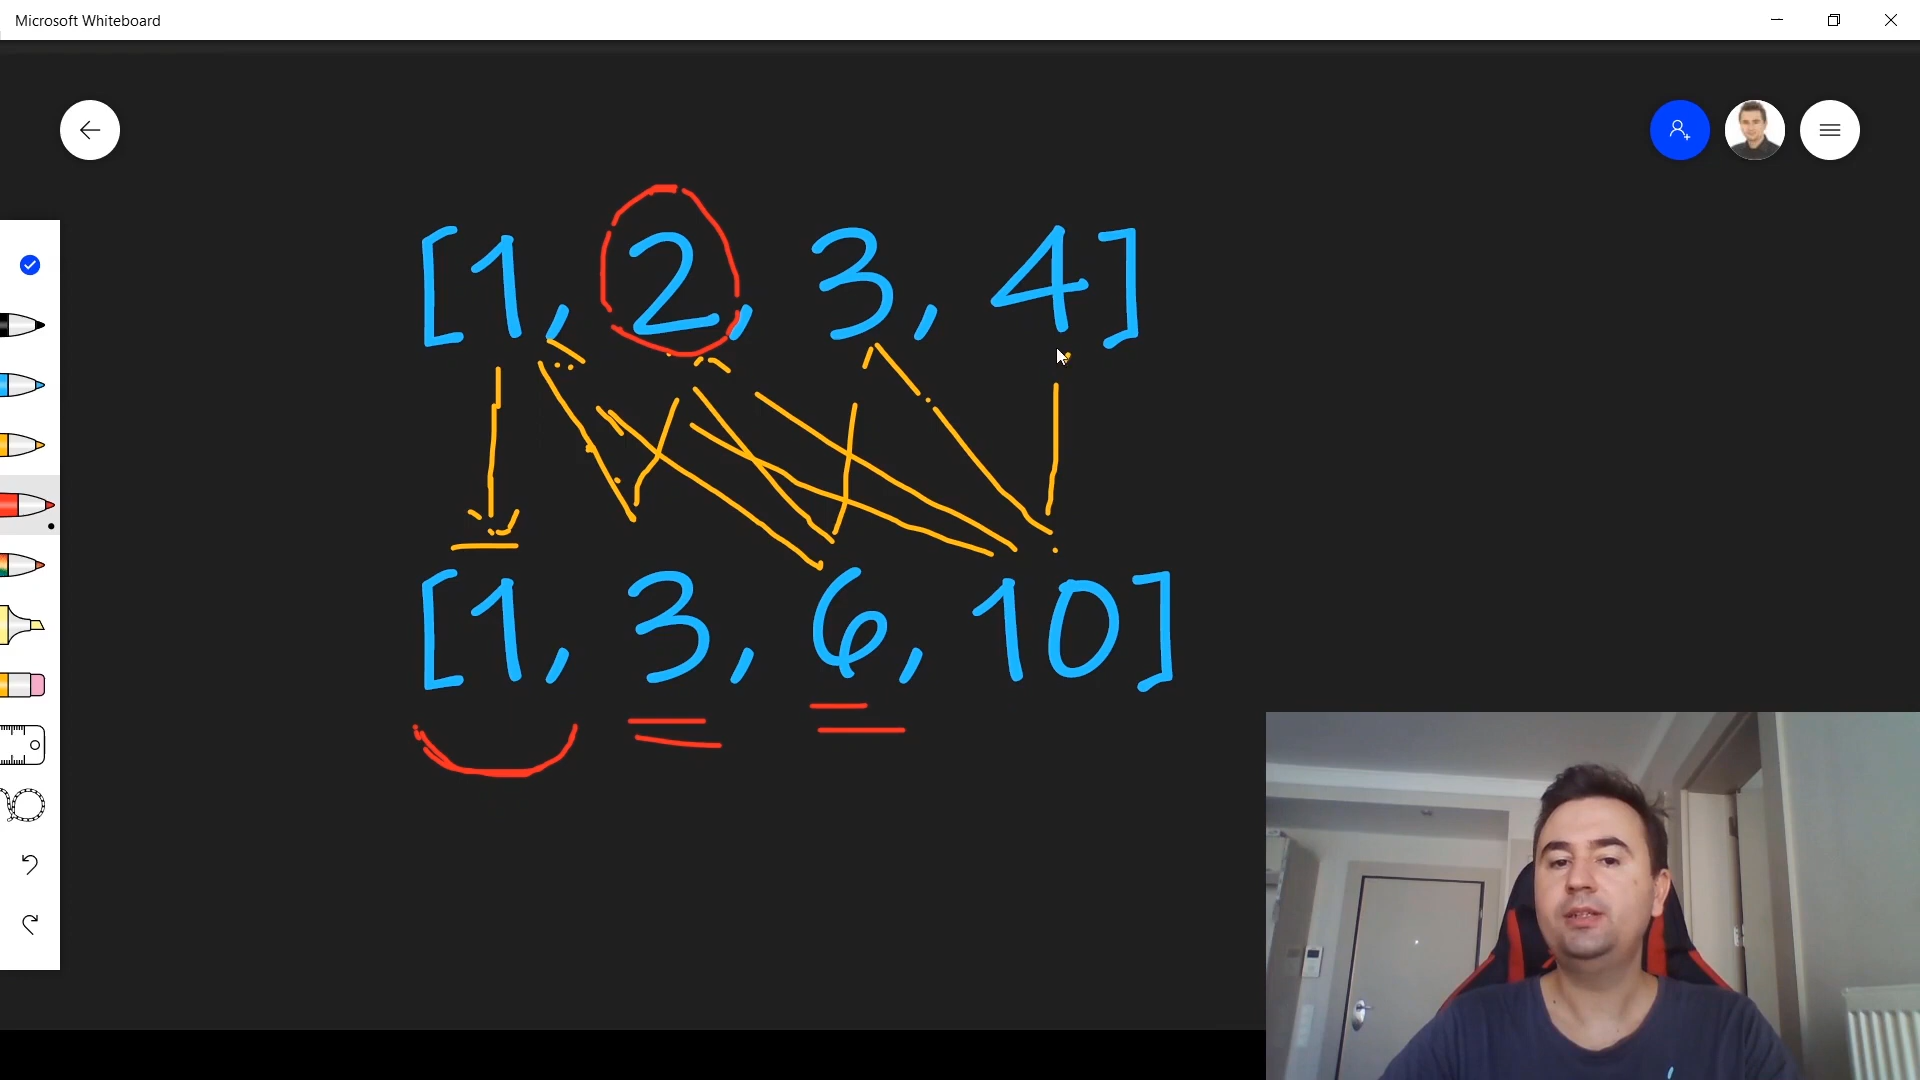 Microsoft Whiteboard
[1, 2, 3, 4]
[1, 3, 6, 10]